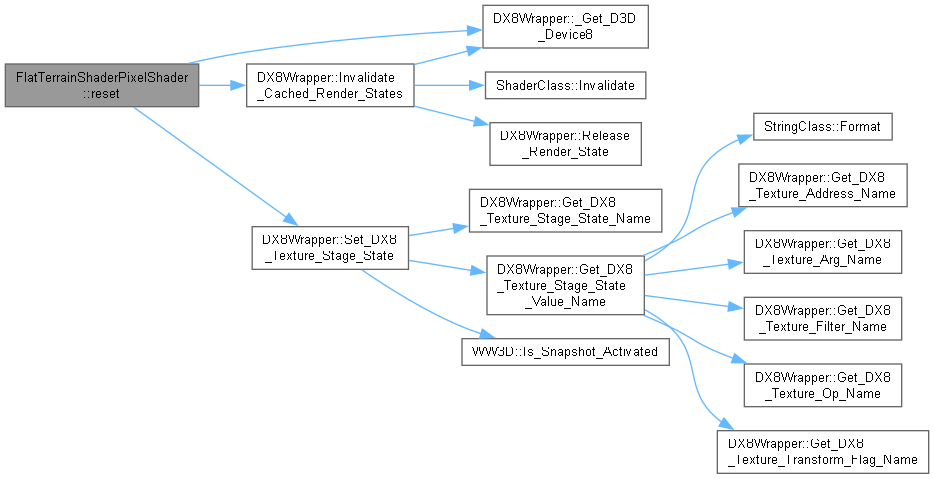 FlatTerrainShaderPixelShader
::reset
DX8Wrapper::_Get_D3D
_Device8
DX8Wrapper::Invalidate
_Cached_Render_States
ShaderClass::Invalidate
DX8Wrapper::Release
_Render_State
DX8Wrapper::Set_DX8
_Texture_Stage_State
DX8Wrapper::Get_DX8
_Texture_Stage_State_Name
DX8Wrapper::Get_DX8
_Texture_Stage_State
_Value_Name
WW3D::Is_Snapshot_Activated
StringClass::Format
DX8Wrapper::Get_DX8
_Texture_Address_Name
DX8Wrapper::Get_DX8
_Texture_Arg_Name
DX8Wrapper::Get_DX8
_Texture_Filter_Name
DX8Wrapper::Get_DX8
_Texture_Op_Name
DX8Wrapper::Get_DX8
_Texture_Transform_Flag_Name